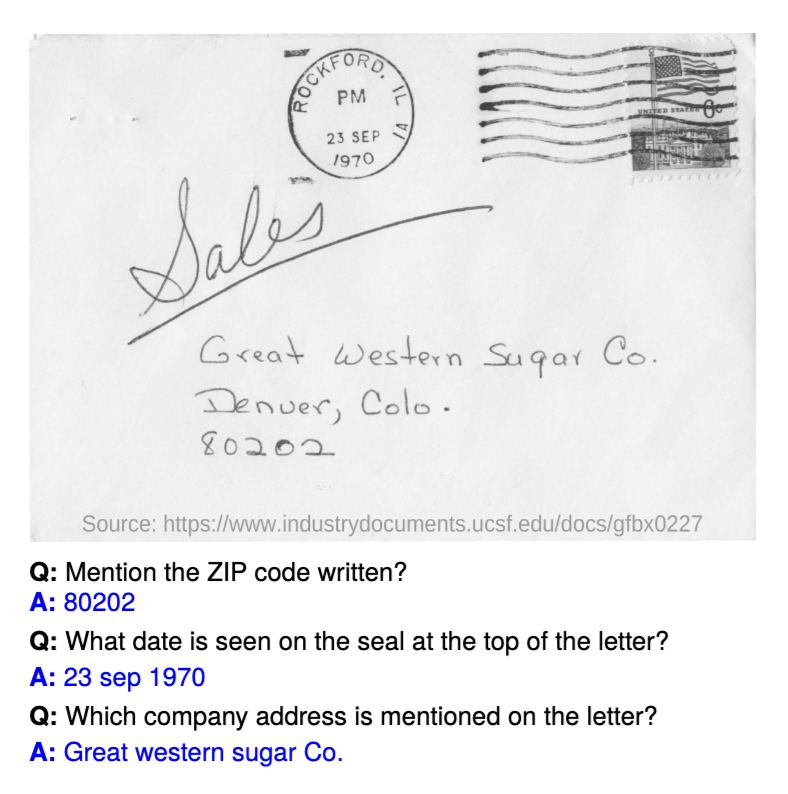 ROCKFORD, IL
PM
23 SEP
1970
UNITED STATES 6c
Sales
Great Western Sugar Co.
Denver, Colo.
80202
Source: https://www.industrydocuments.ucsf.edu/docs/gfbx0227
Q: Mention the ZIP code written?
A: 80202
Q: What date is seen on the seal at the top of the letter?
A: 23 sep 1970
Q: Which company address is mentioned on the letter?
A: Great western sugar Co.